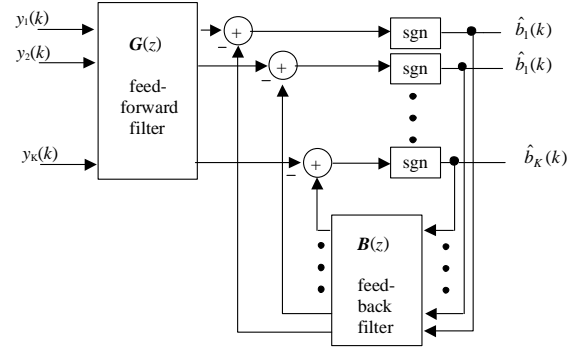 y₁(k)
y₂(k)
yK(k)
G(z)
feed-
forward
filter
+
−
+
−
+
−
sgn
sgn
sgn
b̂₁(k)
b̂₁(k)
b̂K(k)
B(z)
feed-
back
filter